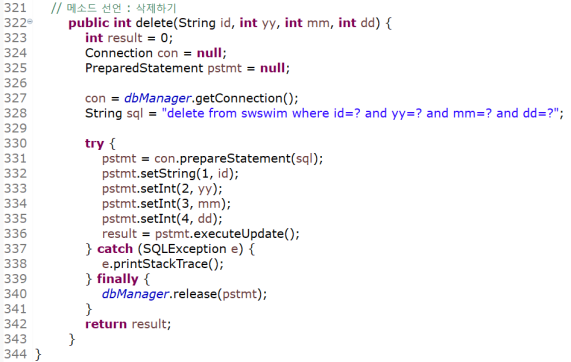 321 // 메소드 선언 : 삭제하기
322 public int delete(String id, int yy, int mm, int dd) {
323 int result = 0;
324 Connection con = null;
325 PreparedStatement pstmt = null;
326
327 con = dbManager.getConnection();
328 String sql = "delete from swswim where id=? and yy=? and mm=? and dd=?";
329
330 try {
331 pstmt = con.prepareStatement(sql);
332 pstmt.setString(1, id);
333 pstmt.setInt(2, yy);
334 pstmt.setInt(3, mm);
335 pstmt.setInt(4, dd);
336 result = pstmt.executeUpdate();
337 } catch (SQLException e) {
338 e.printStackTrace();
339 } finally {
340 dbManager.release(pstmt);
341 }
342 return result;
343 }
344 }